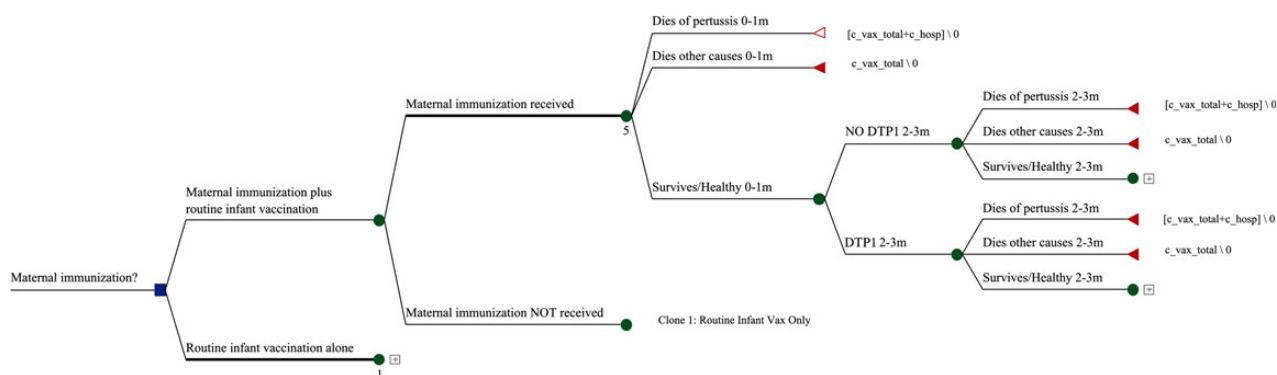 Dies of pertussis 0-1m
[c_vax_total+c_hosp] \ 0
Dies other causes 0-1m
c_vax_total \ 0
Maternal immunization received
5
Dies of pertussis 2-3m
[c_vax_total+c_hosp] \ 0
NO DTP1 2-3m
Dies other causes 2-3m
c_vax_total \ 0
Survives/Healthy 2-3m
Survives/Healthy 0-1m
Maternal immunization plus
routine infant vaccination
Dies of pertussis 2-3m
[c_vax_total+c_hosp] \ 0
DTP1 2-3m
Dies other causes 2-3m
c_vax_total \ 0
Survives/Healthy 2-3m
Maternal immunization?
Maternal immunization NOT received
Clone 1: Routine Infant Vax Only
Routine infant vaccination alone
1